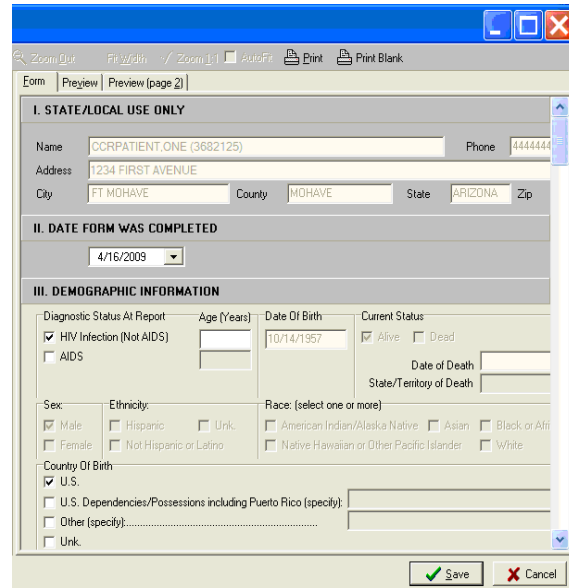 Zoom Out Fit Width Zoom 1:1 AutoFit Print Print Blank
Form Preview Preview (page 2)
I. STATE/LOCAL USE ONLY
Name CCRPATIENT,ONE (3682125) Phone 4444444
Address 1234 FIRST AVENUE
City FT MOHAVE County MOHAVE State ARIZONA Zip
II. DATE FORM WAS COMPLETED
4/16/2009
III. DEMOGRAPHIC INFORMATION
Diagnostic Status At Report Age (Years) Date Of Birth Current Status
HIV Infection (Not AIDS) 10/14/1957 Alive Dead
AIDS
Date of Death
State/Territory of Death
Sex: Ethnicity: Race: (select one or more)
Male Hispanic Unk. American Indian/Alaska Native Asian Black or Afri
Female Not Hispanic or Latino Native Hawaiian or Other Pacific Islander White
Country Of Birth
U.S.
U.S. Dependencies/Possessions including Puerto Rico (specify):
Other (specify):..............................................................................
Unk.
Save Cancel